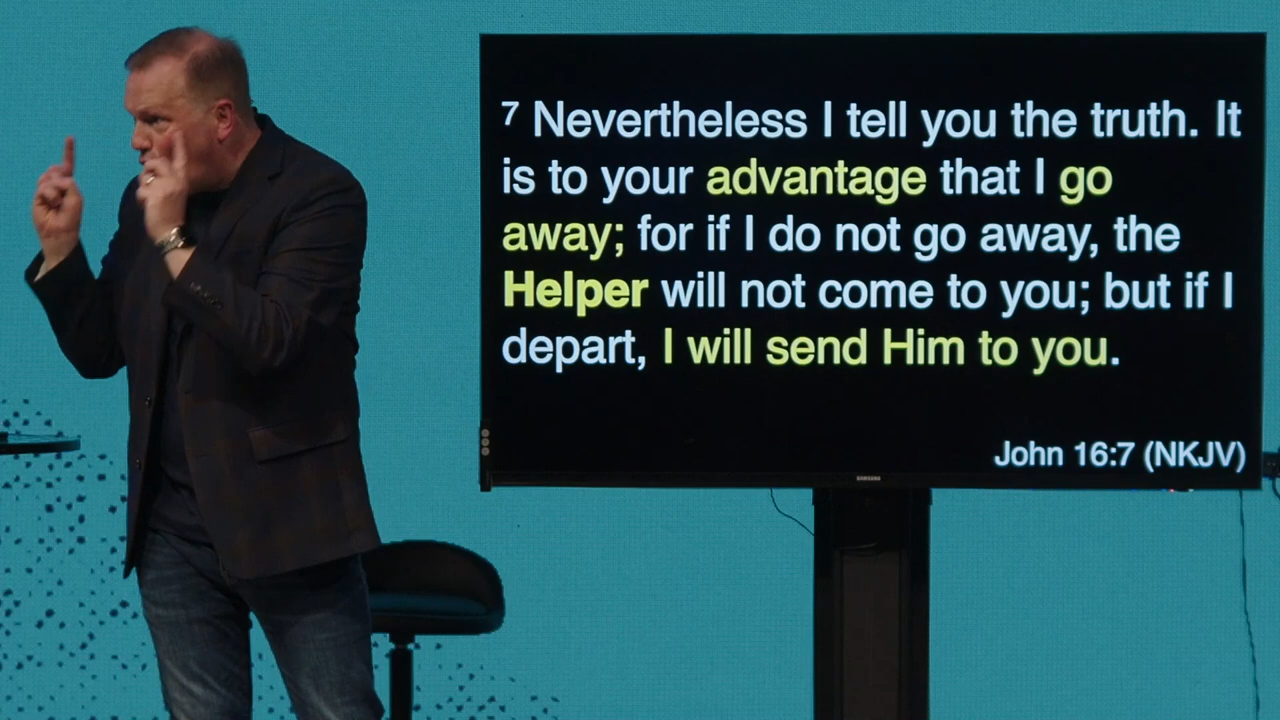 7 Nevertheless I tell you the truth. It
is to your advantage that I go
away; for if I do not go away, the
Helper will not come to you; but if I
depart, I will send Him to you.
John 16:7 (NKJV)
SAMSUNG